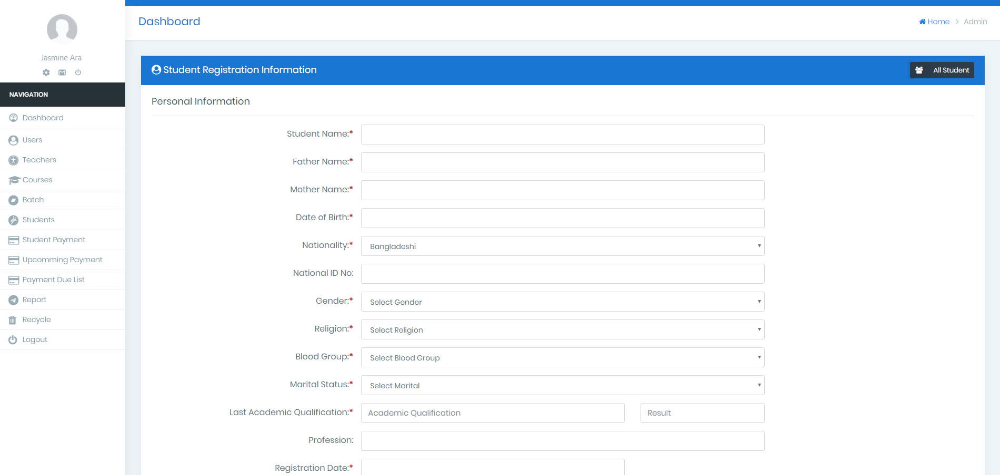 Dashboard
Home > Admin
Jasmine Ara
NAVIGATION
Dashboard
Users
Teachers
Courses
Batch
Students
Student Payment
Upcomming Payment
Payment Due List
Report
Recycle
Logout
Student Registration Information
All Student
Personal Information
Student Name:*
Father Name:*
Mother Name:*
Date of Birth:*
Nationality:* Bangladeshi
National ID No:
Gender:* Select Gender
Religion:* Select Religion
Blood Group:* Select Blood Group
Marital Status:* Select Marital
Last Academic Qualification:* Academic Qualification Result
Profession:
Registration Date:*